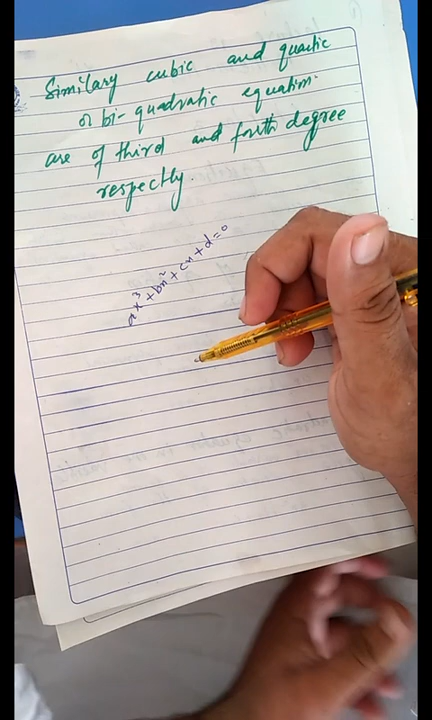 Similary cubic and quartic
or bi-quadratic equation
are of third and fourth degree
respectly.
ax³+bx²+cx+d=0